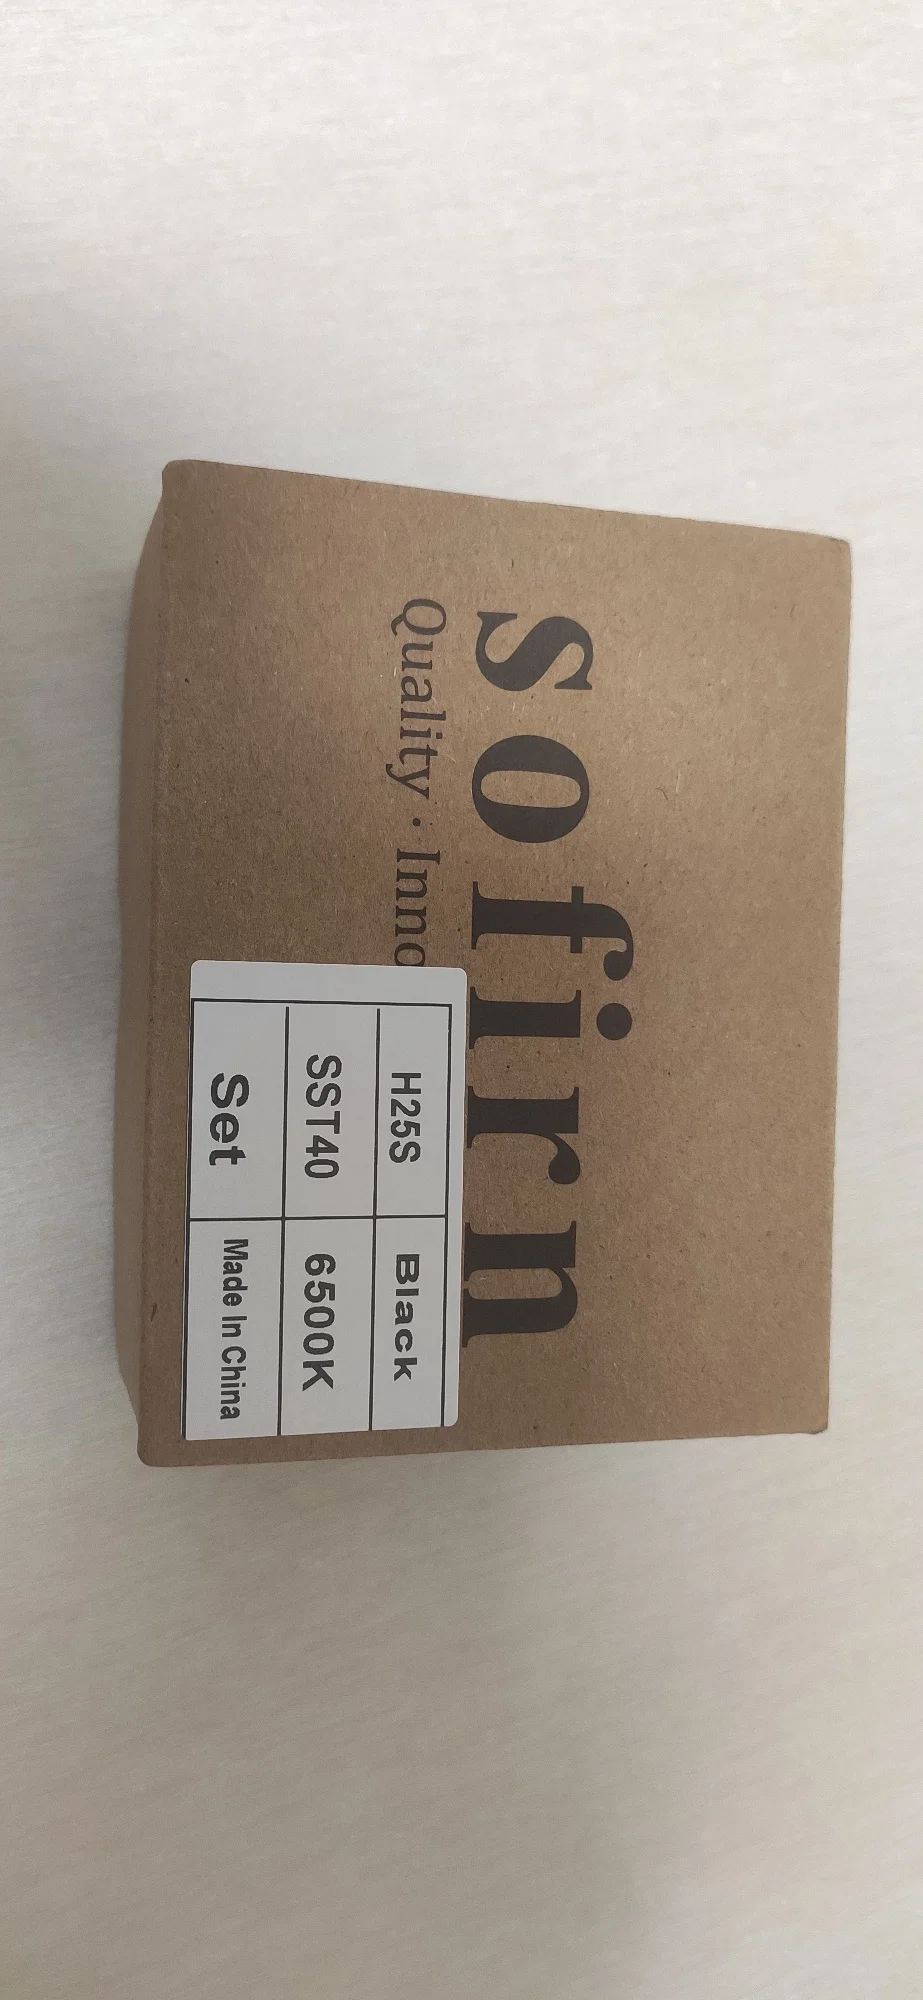 sofirn
Quality · Inno
H25S Black
SST40 6500K
Set Made In China